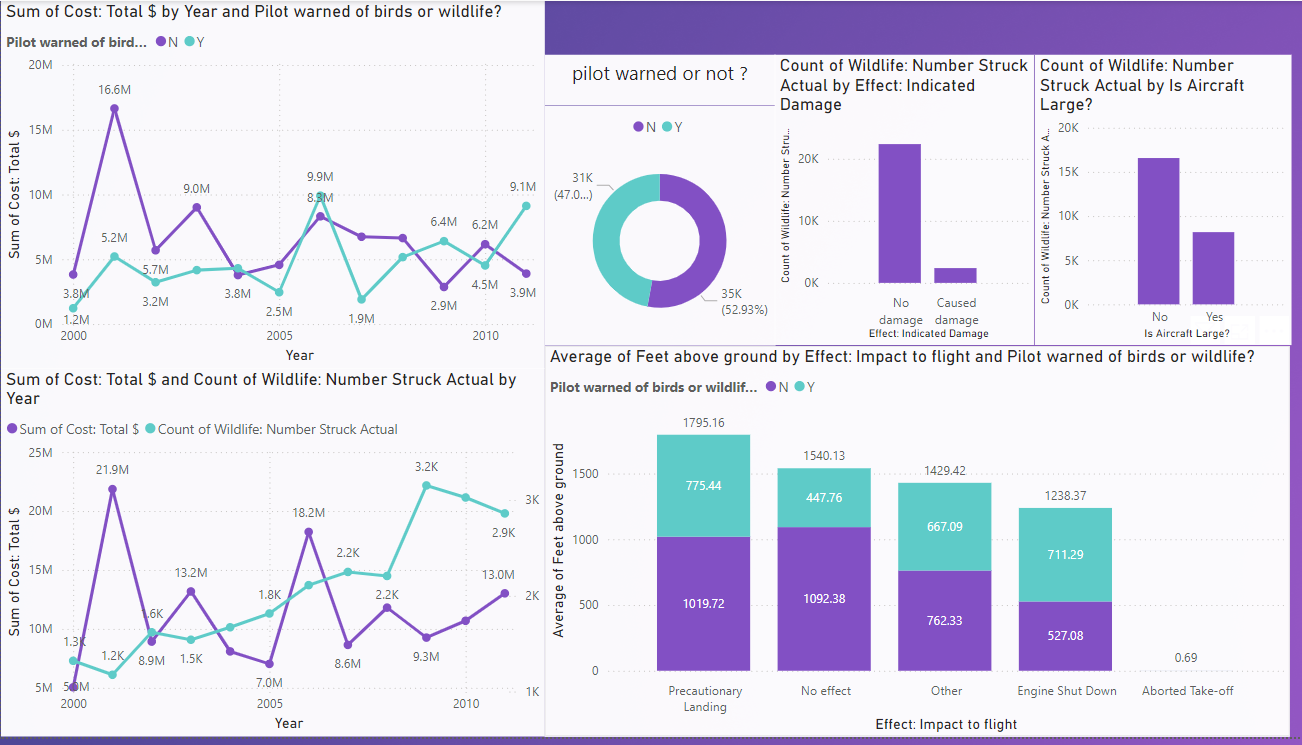 Sum of Cost: Total $ by Year and Pilot warned of birds or wildlife?
Pilot warned of bird... N Y
Sum of Cost: Total $
20M
15M
10M
5M
0M
16.6M
9.0M
9.9M
8.3M
9.1M
5.2M
5.7M
6.4M
6.2M
3.8M
1.2M
3.2M
3.8M
2.5M
1.9M
2.9M
4.5M
3.9M
2000
2005
2010
Year
pilot warned or not ?
N Y
31K
(47.0...)
35K
(52.93%)
Count of Wildlife: Number Struck
Actual by Effect: Indicated
Damage
Count of Wildlife: Number Stru...
20K
10K
0K
No
damage
Caused
damage
Effect: Indicated Damage
Count of Wildlife: Number
Struck Actual by Is Aircraft
Large?
Count of Wildlife: Number Struck A...
20K
15K
10K
5K
0K
No
Yes
Is Aircraft Large?
Sum of Cost: Total $ and Count of Wildlife: Number Struck Actual by
Year
Sum of Cost: Total $ Count of Wildlife: Number Struck Actual
Sum of Cost: Total $
25M
20M
15M
10M
5M
3K
2K
1K
21.9M
18.2M
13.2M
13.0M
3.2K
2.9K
2.2K
2.2K
1.8K
1.3K
1.2K
1.6K
1.5K
8.9M
7.0M
8.6M
9.3M
2000
2005
2010
Year
Average of Feet above ground by Effect: Impact to flight and Pilot warned of birds or wildlife?
Pilot warned of birds or wildlif... N Y
Average of Feet above ground
1500
1000
500
0
1795.16
775.44
1019.72
1540.13
447.76
1092.38
1429.42
667.09
762.33
1238.37
711.29
527.08
0.69
Precautionary
Landing
No effect
Other
Engine Shut Down
Aborted Take-off
Effect: Impact to flight